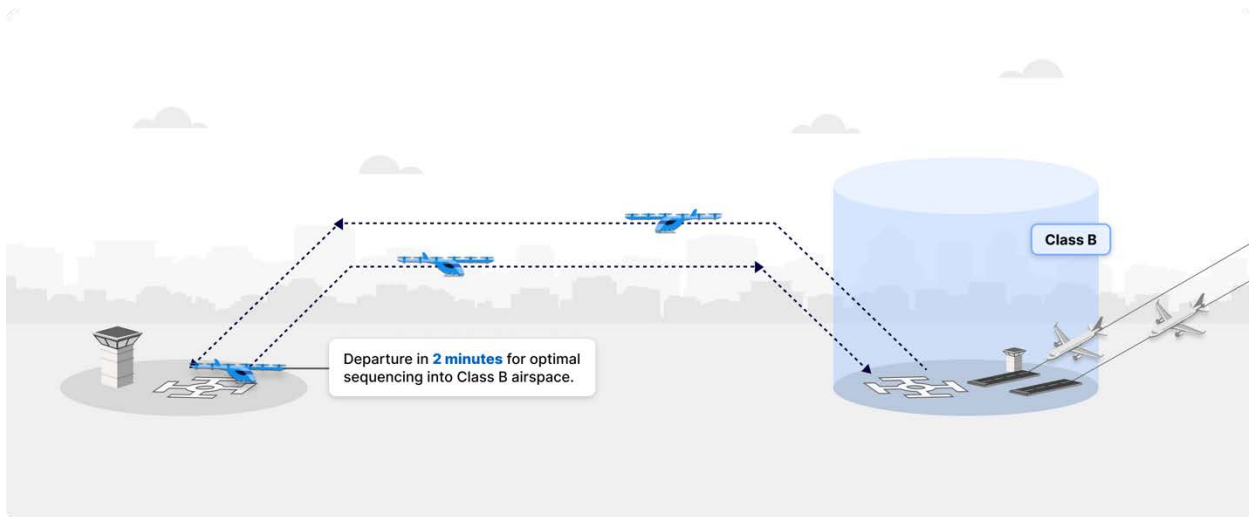 Class B
Departure in 2 minutes for optimal
sequencing into Class B airspace.